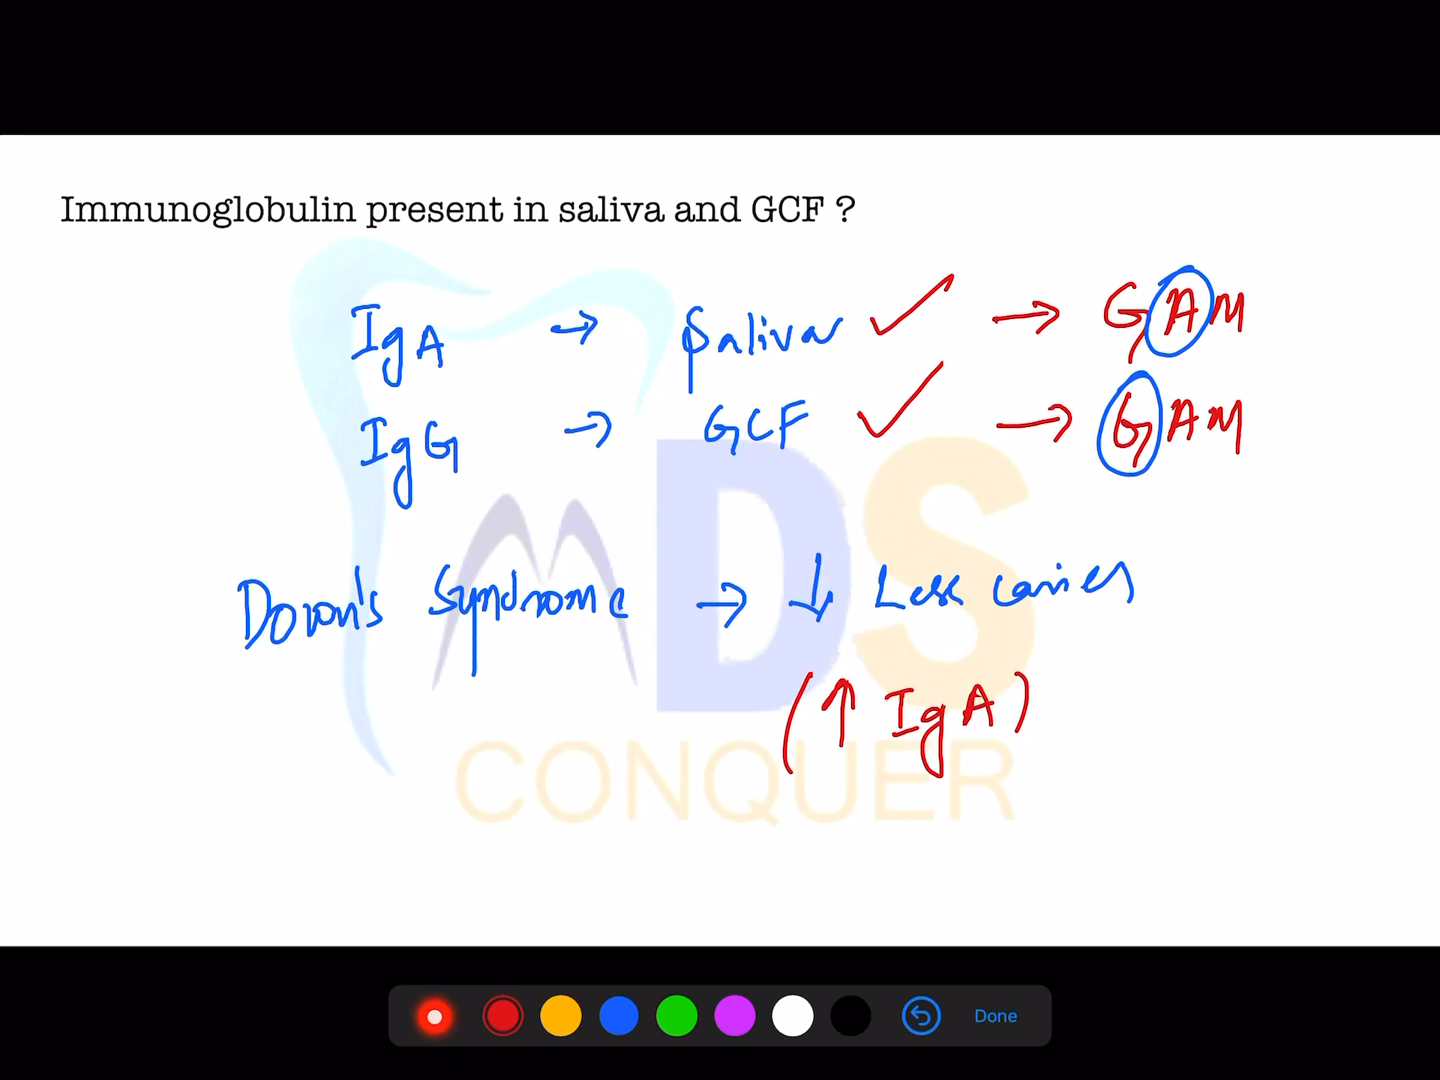 Immunoglobulin present in saliva and GCF ?
IgA → Saliva ✓ → GAM
IgG → GCF ✓ → GAM
Down's Syndrome → ↓ Less caries
(↑ IgA)
MDS
CONQUER
Done